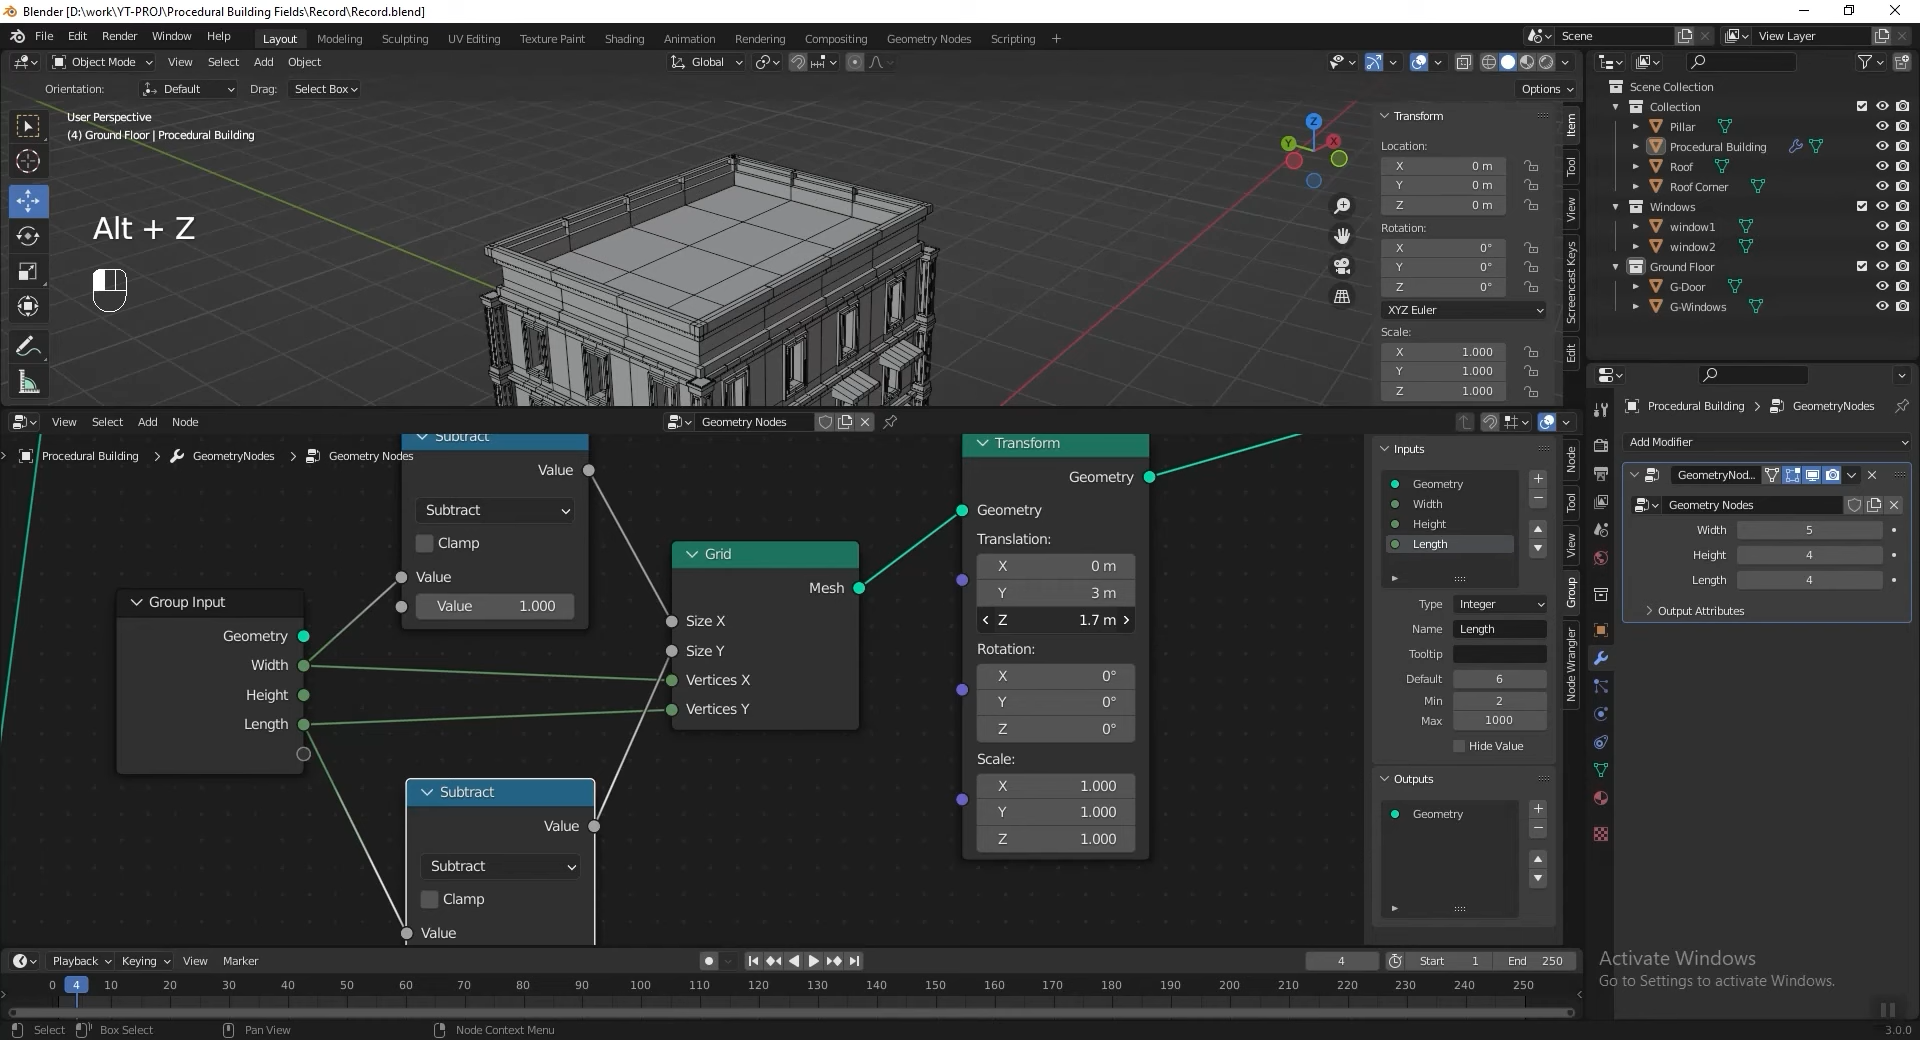 Blender [D:\work\YT-PROJ\Procedural Building Fields\Record\Record.blend]
File Edit Render Window Help Layout Modeling Sculpting UV Editing Texture Paint Shading Animation Rendering Compositing Geometry Nodes Scripting + Scene View Layer
Object Mode View Select Add Object Global
Orientation: Default Drag: Select Box Options
User Perspective
(4) Ground Floor | Procedural Building
Alt + Z
Z
Y
X
Transform
Location:
X 0 m
Y 0 m
Z 0 m
Rotation:
X 0°
Y 0°
Z 0°
XYZ Euler
Scale:
X 1.000
Y 1.000
Z 1.000
Item
Tool
View
Screencast Keys
Edit
Scene Collection
Collection
Pillar
Procedural Building
Roof
Roof Corner
Windows
window1
window2
Ground Floor
G-Door
G-Windows
View Select Add Node Geometry Nodes
Procedural Building > GeometryNodes > Geometry Nodes
Subtract
Value
Subtract
Clamp
Value
Value 1.000
Group Input
Geometry
Width
Height
Length
Subtract
Value
Subtract
Clamp
Value
Grid
Mesh
Size X
Size Y
Vertices X
Vertices Y
Transform
Geometry
Geometry
Translation:
X 0 m
Y 3 m
Z 1.7 m
Rotation:
X 0°
Y 0°
Z 0°
Scale:
X 1.000
Y 1.000
Z 1.000
Inputs
Geometry
Width
Height
Length
Type Integer
Name Length
Tooltip
Default 6
Min 2
Max 1000
Hide Value
Outputs
Geometry
Node
Tool
View
Group
Node Wrangler
Procedural Building > GeometryNodes
Add Modifier
GeometryNod...
Geometry Nodes
Width 5
Height 4
Length 4
Output Attributes
Activate Windows
Go to Settings to activate Windows.
Playback Keying View Marker 4 Start 1 End 250
0 4 10 20 30 40 50 60 70 80 90 100 110 120 130 140 150 160 170 180 190 200 210 220 230 240 250
Select Box Select Pan View Node Context Menu 3.0.0